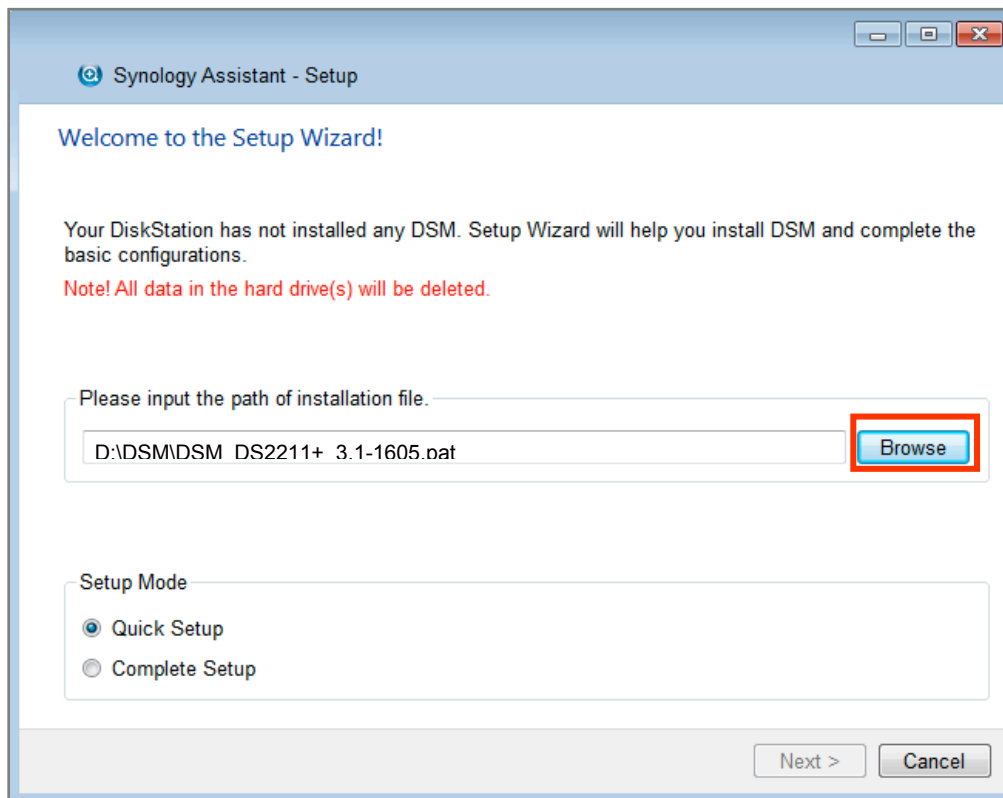 Synology Assistant - Setup
Welcome to the Setup Wizard!
Your DiskStation has not installed any DSM. Setup Wizard will help you install DSM and complete the
basic configurations.
Note! All data in the hard drive(s) will be deleted.
Please input the path of installation file.
D:\DSM\DSM_DS2211+_3.1-1605.pat
Browse
Setup Mode
Quick Setup
Complete Setup
Next >
Cancel